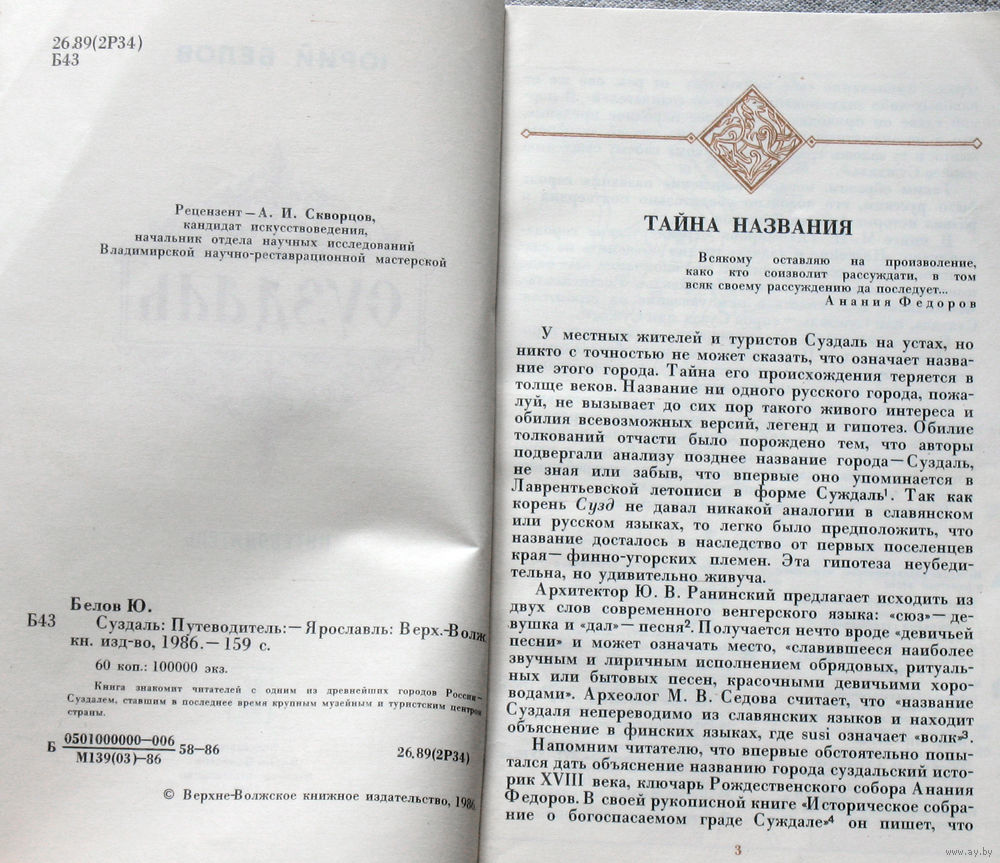 26.89(2Р34)
Б43
Рецензент — А. И. Скворцов,
кандидат искусствоведения,
начальник отдела научных исследований
Владимирской научно-реставрационной мастерской
Белов Ю.
Б43 Суздаль: Путеводитель:— Ярославль: Верх.-Волж.
кн. изд-во, 1986.— 159 с.
60 коп.: 100000 экз.
Книга знакомит читателей с одним из древнейших городов России—
Суздалем, ставшим в последнее время крупным музейным и туристским центром
страны.
Б 0501000000—006 58—86
М139(03)—86
26.89(2Р34)
© Верхне-Волжское книжное издательство, 1986
ТАЙНА НАЗВАНИЯ
Всякому оставляю на произволение,
како кто соизволит рассуждати, в том
всяк своему рассуждению да последует...
Анания Федоров
У местных жителей и туристов Суздаль на устах, но
никто с точностью не может сказать, что означает назва-
ние этого города. Тайна его происхождения теряется в
толще веков. Название ни одного русского города, пожа-
луй, не вызывает до сих пор такого живого интереса и
обилия всевозможных версий, легенд и гипотез. Обилие
толкований отчасти было порождено тем, что авторы
подвергали анализу позднее название города — Суздаль,
не зная или забыв, что впервые оно упоминается в
Лаврентьевской летописи в форме Суждаль¹. Так как
корень Сузд не давал никакой аналогии в славянском
или русском языках, то легко было предположить, что
название досталось в наследство от первых поселенцев
края — финно-угорских племен. Эта гипотеза неубеди-
тельна, но удивительно живуча.
Архитектор Ю. В. Ранинский предлагает исходить из
двух слов современного венгерского языка: «сюз» — де-
вушка и «дал» — песня². Получается нечто вроде «девичьей
песни» и может означать место, «славившееся наиболее
звучным и лиричным исполнением обрядовых, ритуаль-
ных или бытовых песен, красочными девичьими хоро-
водами». Археолог М. В. Седова считает, что «название
Суздаля непереводимо из славянских языков и находит
объяснение в финских языках, где susi означает «волк»³.
Напомним читателю, что впервые обстоятельно попы-
тался дать объяснение названию города суздальский исто-
рик XVIII века, ключарь Рождественского собора Анания
Федоров. В своей рукописной книге «Историческое собра-
ние о богоспасаемом граде Суждале»⁴ он пишет, что
3
www.ay.by